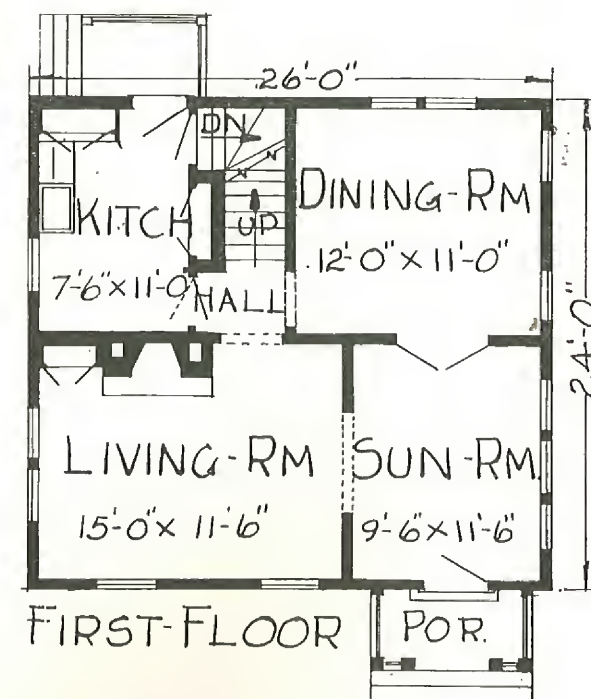 26'-0"
DN
KITCH
7'-6" X 11'-0
UP
HALL
DINING-RM
12'-0" X 11'-0"
24'-0"
LIVING-RM
15'-0" X 11'-6"
SUN-RM
9'-6" X 11'-6"
FIRST-FLOOR
POR.